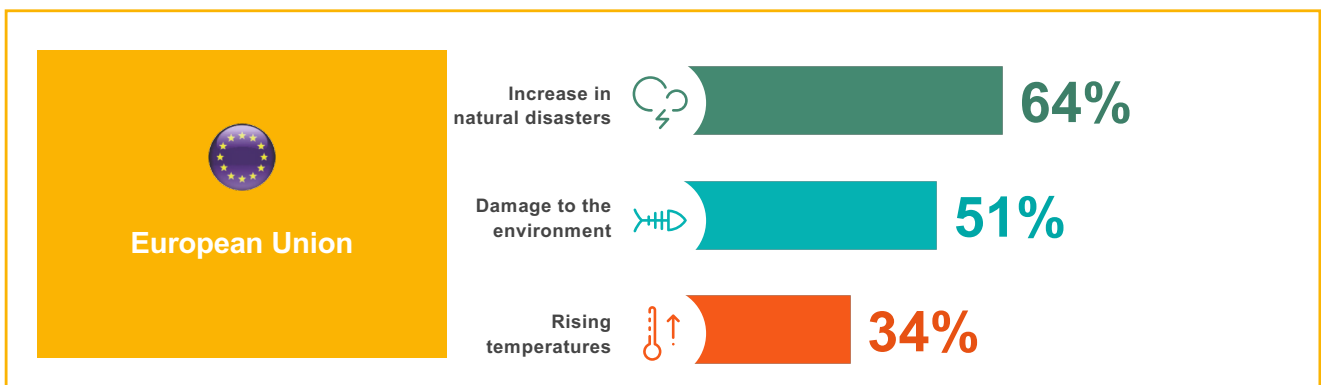 European Union
Increase in
natural disasters
64%
Damage to the
environment
51%
Rising
temperatures
34%